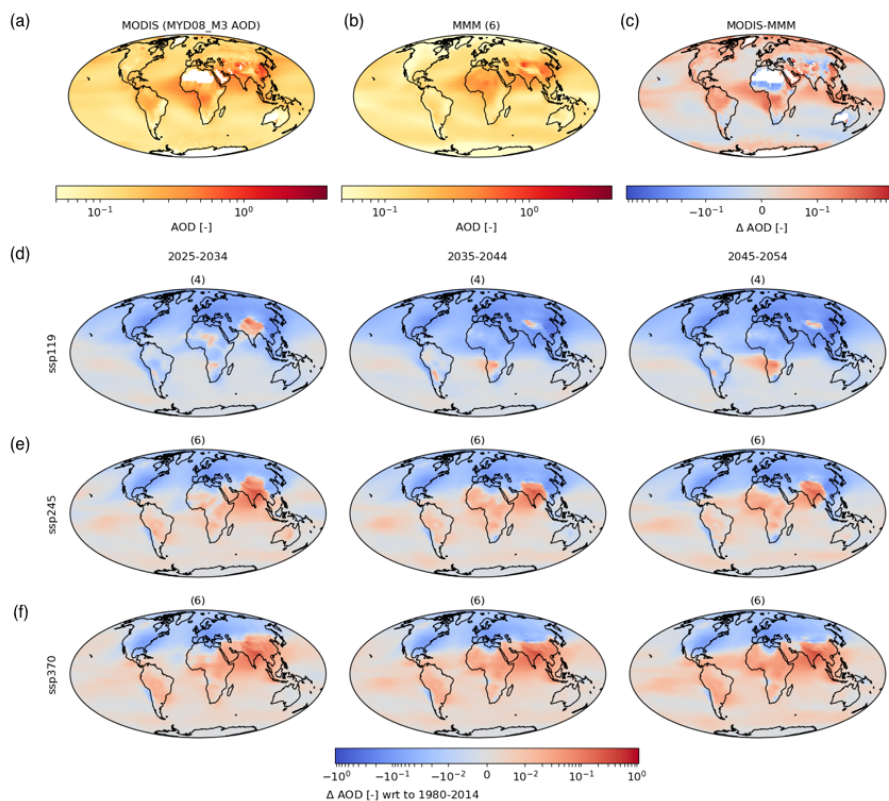 (a)
MODIS (MYD08_M3 AOD)
(b)
MMM (6)
(c)
MODIS-MMM
10⁻¹ 10⁰
AOD [-]
10⁻¹ 10⁰
AOD [-]
−10⁻¹ 0 10⁻¹
Δ AOD [-]
(d)
2025-2034
2035-2044
2045-2054
ssp119
(4)
(4)
(4)
(e)
ssp245
(6)
(6)
(6)
(f)
ssp370
(6)
(6)
(6)
−10⁰ −10⁻¹ −10⁻² 0 10⁻² 10⁻¹ 10⁰
Δ AOD [-] wrt to 1980-2014